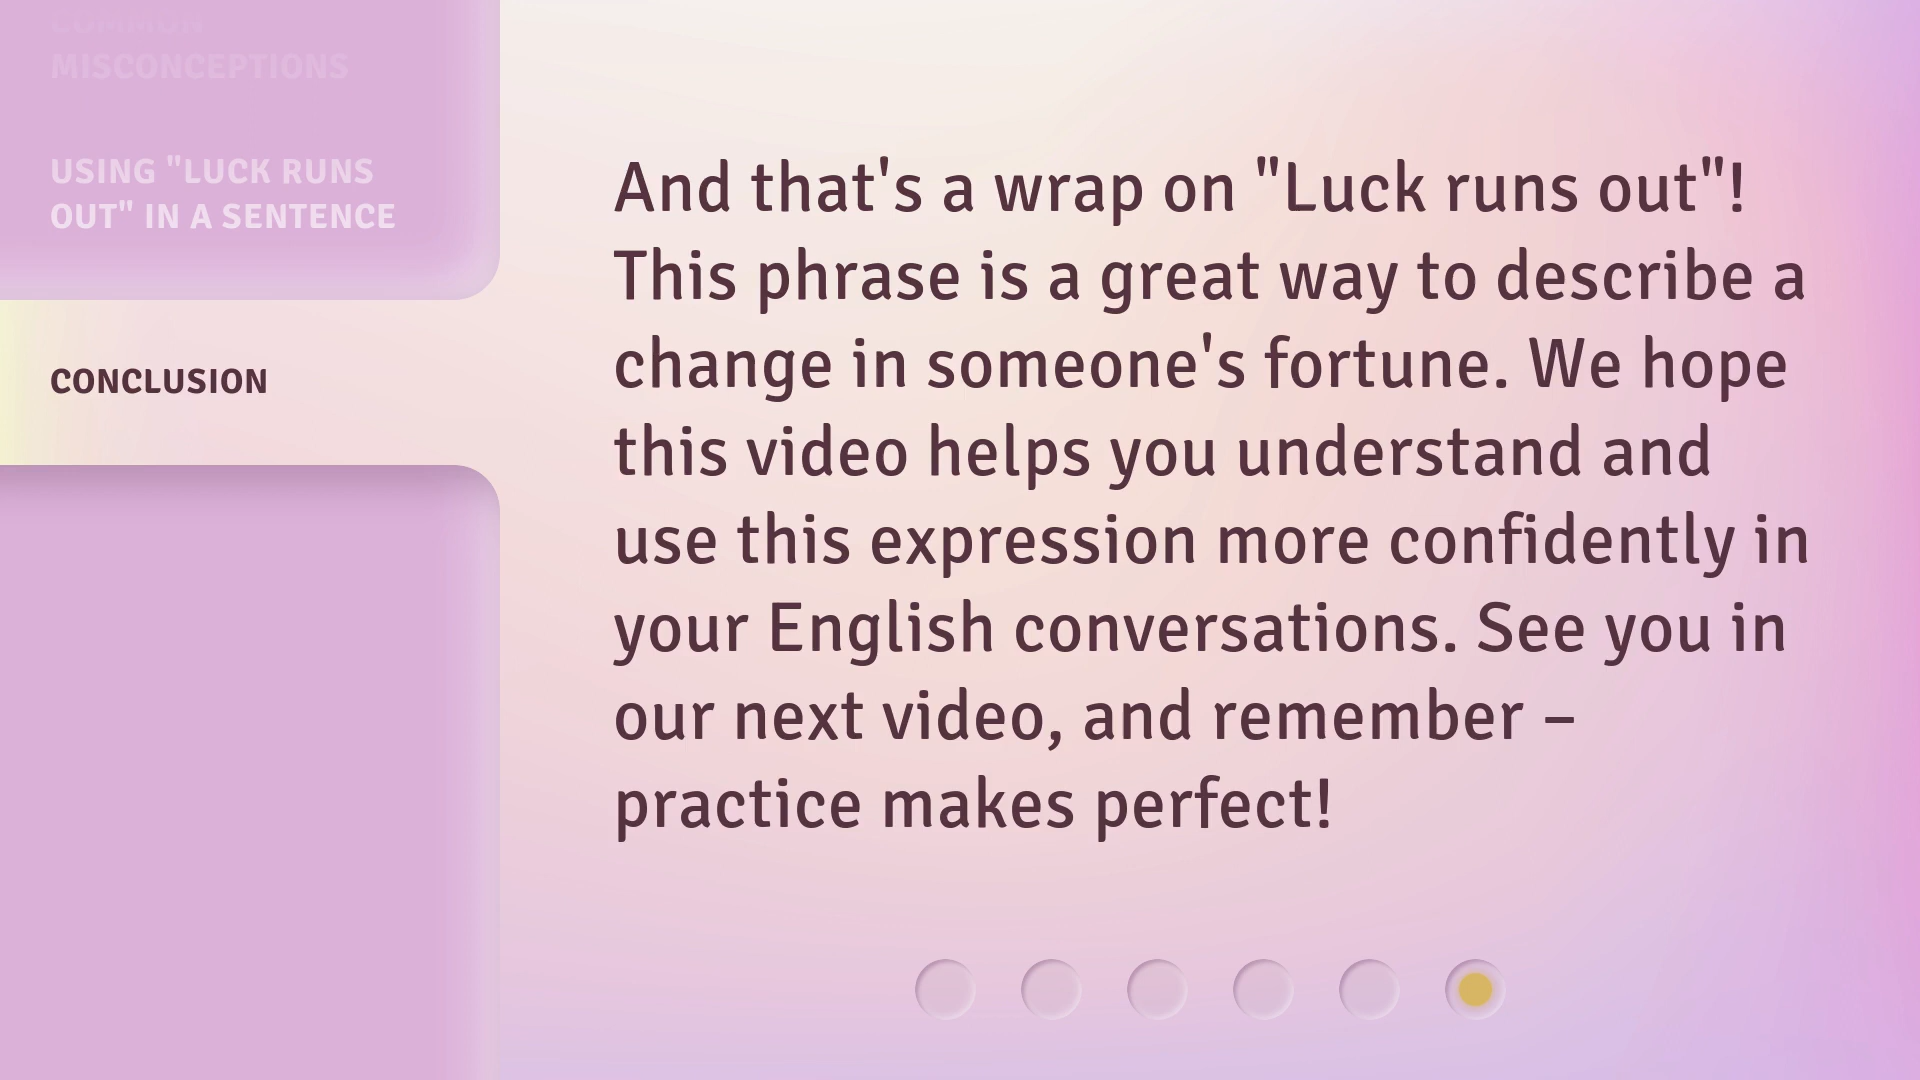 COMMON
MISCONCEPTIONS
USING "LUCK RUNS
OUT" IN A SENTENCE
CONCLUSION
And that's a wrap on "Luck runs out"!
This phrase is a great way to describe a
change in someone's fortune. We hope
this video helps you understand and
use this expression more confidently in
your English conversations. See you in
our next video, and remember –
practice makes perfect!